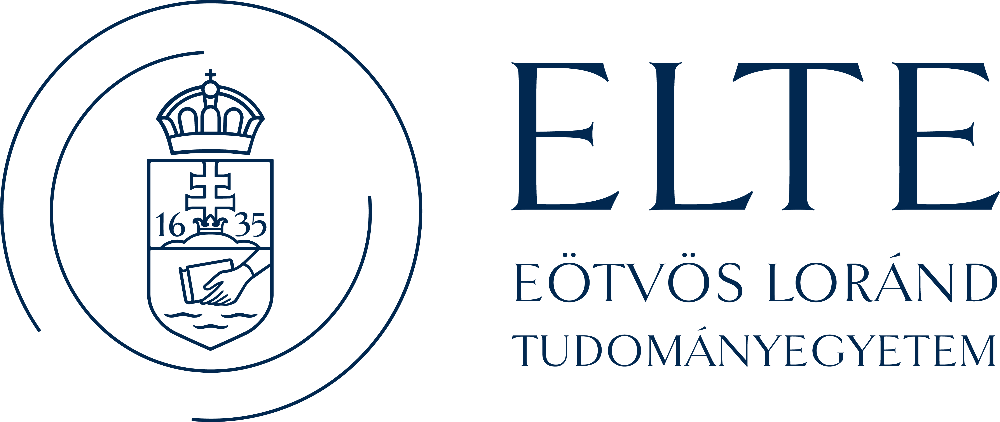 16 35
ELTE
EÖTVÖS LORÁND
TUDOMÁNYEGYETEM